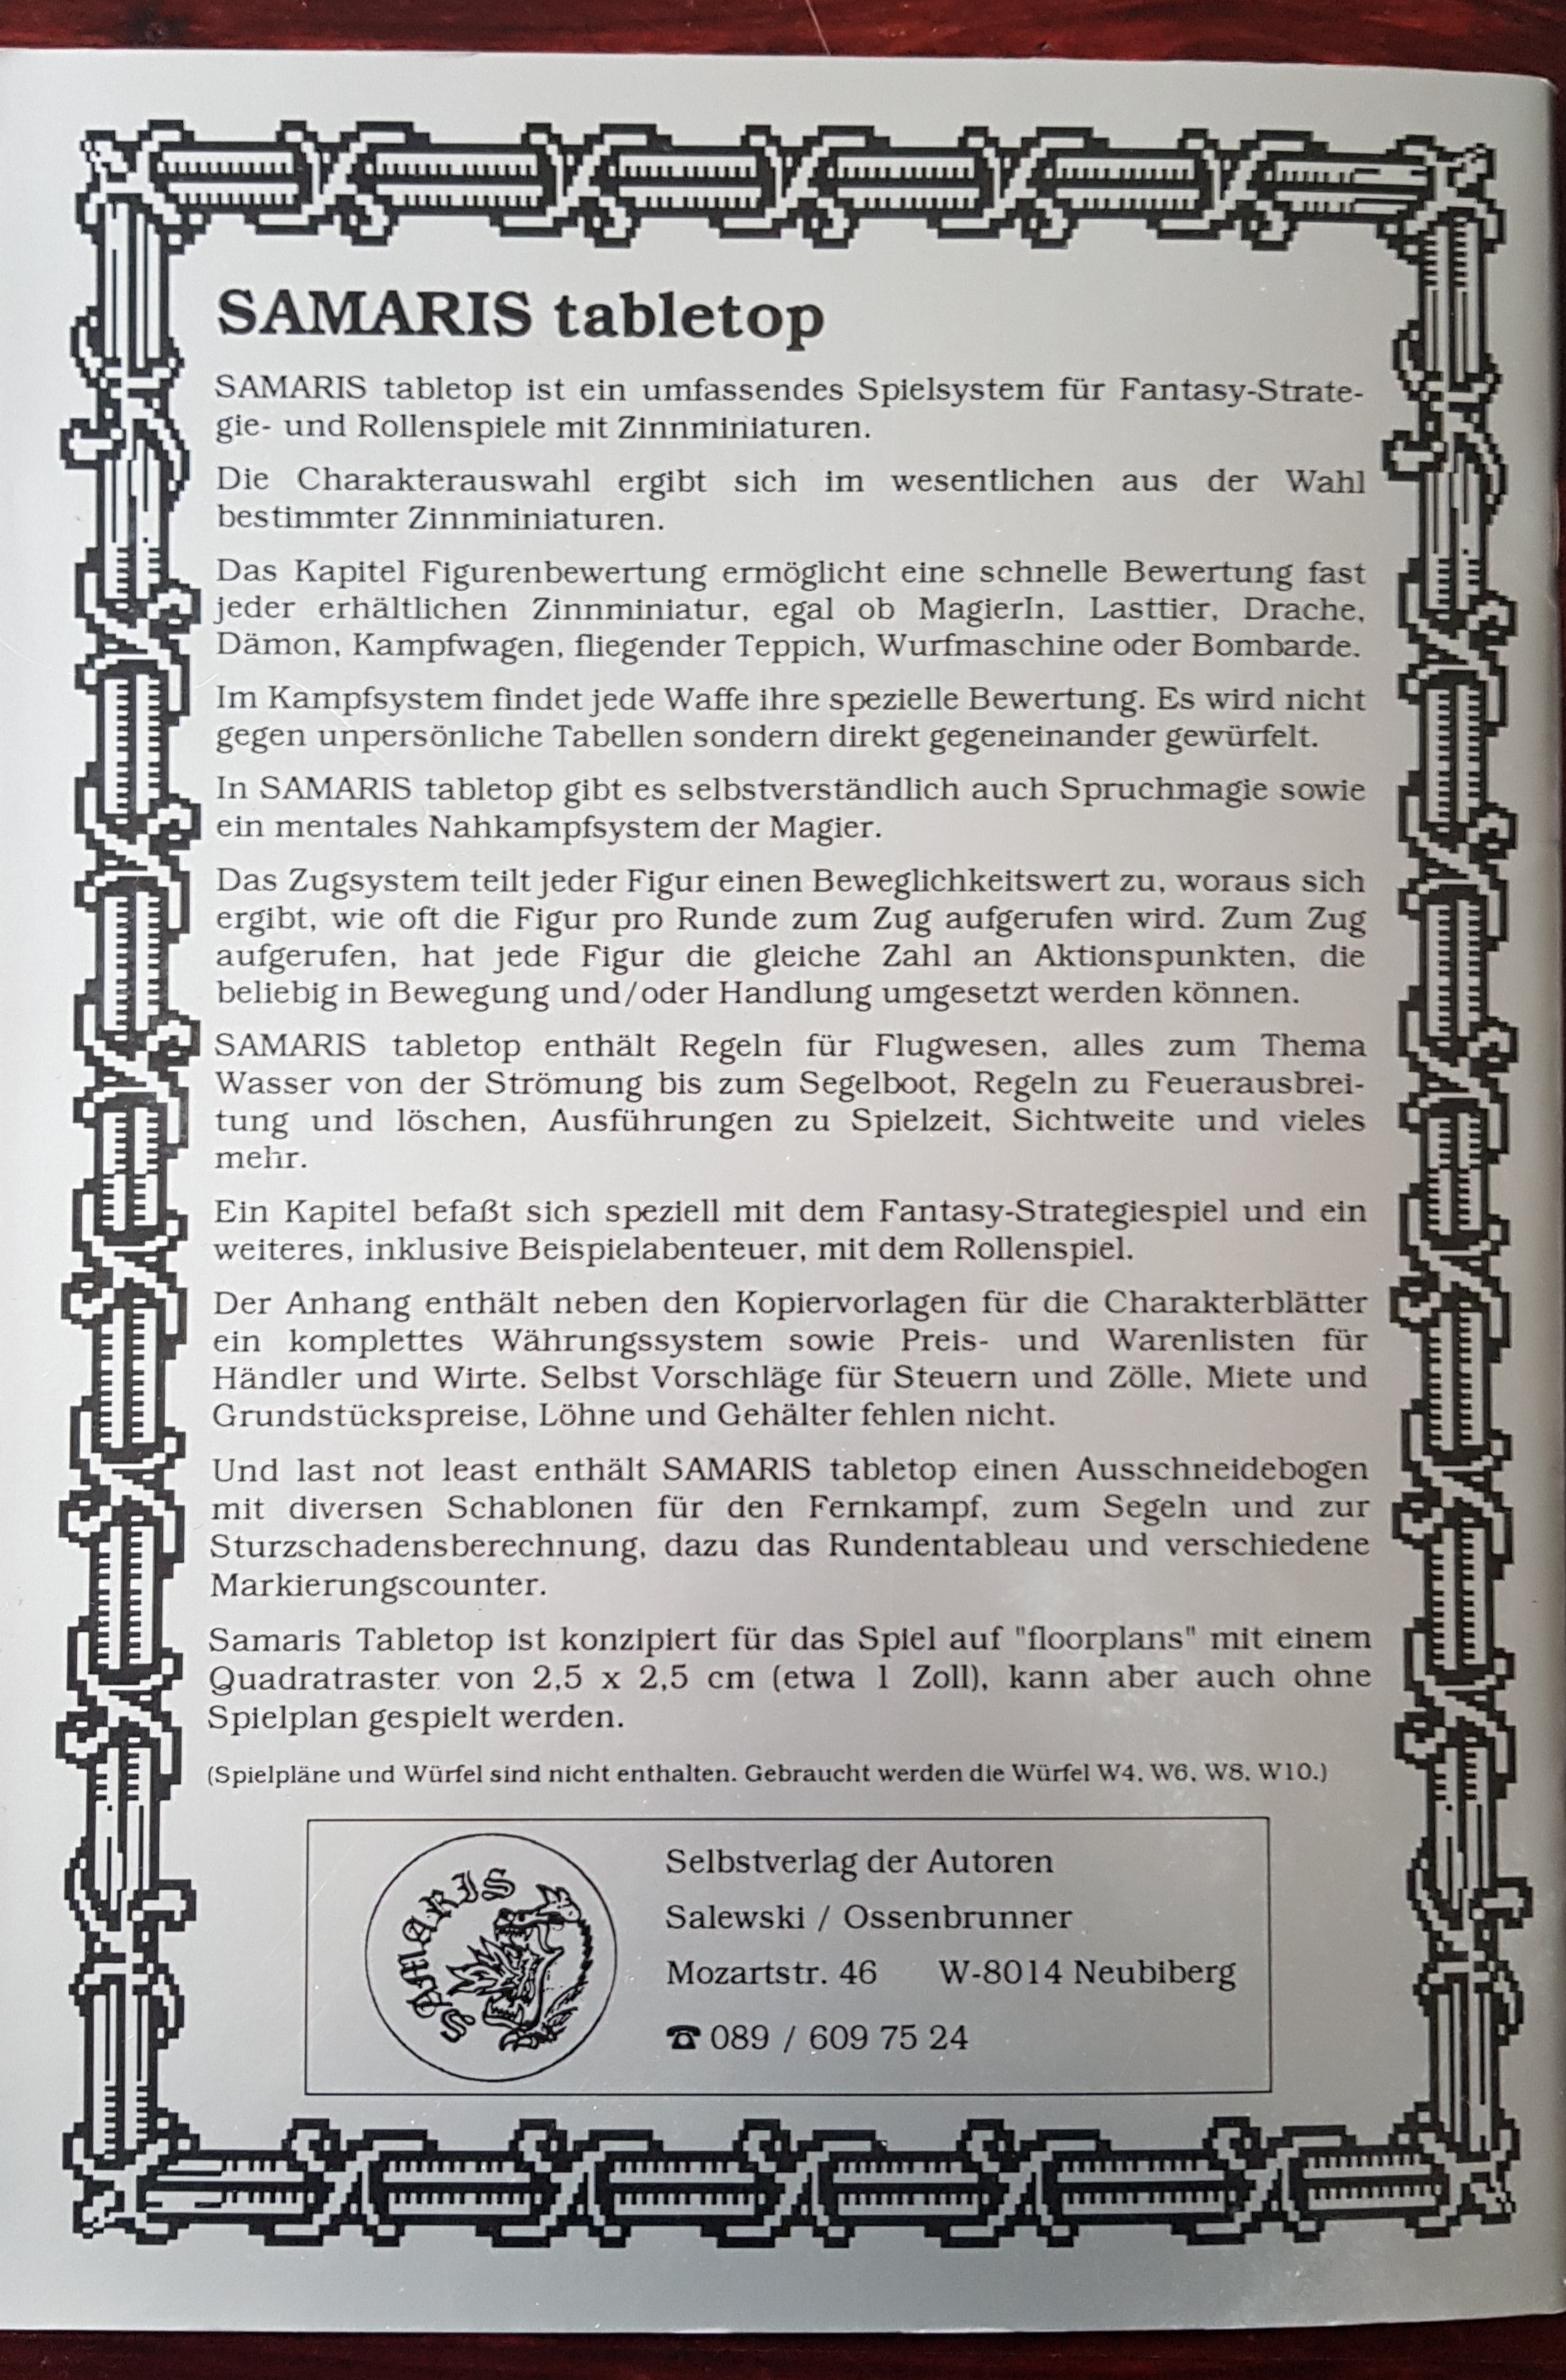 SAMARIS tabletop
SAMARIS tabletop ist ein umfassendes Spielsystem für Fantasy-Strate-
gie- und Rollenspiele mit Zinnminiaturen.
Die Charakterauswahl ergibt sich im wesentlichen aus der Wahl
bestimmter Zinnminiaturen.
Das Kapitel Figurenbewertung ermöglicht eine schnelle Bewertung fast
jeder erhältlichen Zinnminiatur, egal ob MagierIn, Lasttier, Drache,
Dämon, Kampfwagen, fliegender Teppich, Wurfmaschine oder Bombarde.
Im Kampfsystem findet jede Waffe ihre spezielle Bewertung. Es wird nicht
gegen unpersönliche Tabellen sondern direkt gegeneinander gewürfelt.
In SAMARIS tabletop gibt es selbstverständlich auch Spruchmagie sowie
ein mentales Nahkampfsystem der Magier.
Das Zugsystem teilt jeder Figur einen Beweglichkeitswert zu, woraus sich
ergibt, wie oft die Figur pro Runde zum Zug aufgerufen wird. Zum Zug
aufgerufen, hat jede Figur die gleiche Zahl an Aktionspunkten, die
beliebig in Bewegung und/oder Handlung umgesetzt werden können.
SAMARIS tabletop enthält Regeln für Flugwesen, alles zum Thema
Wasser von der Strömung bis zum Segelboot, Regeln zu Feuerausbrei-
tung und löschen, Ausführungen zu Spielzeit, Sichtweite und vieles
mehr.
Ein Kapitel befaßt sich speziell mit dem Fantasy-Strategiespiel und ein
weiteres, inklusive Beispielabenteuer, mit dem Rollenspiel.
Der Anhang enthält neben den Kopiervorlagen für die Charakterblätter
ein komplettes Währungssystem sowie Preis- und Warenlisten für
Händler und Wirte. Selbst Vorschläge für Steuern und Zölle, Miete und
Grundstückspreise, Löhne und Gehälter fehlen nicht.
Und last not least enthält SAMARIS tabletop einen Ausschneidebogen
mit diversen Schablonen für den Fernkampf, zum Segeln und zur
Sturzschadensberechnung, dazu das Rundentableau und verschiedene
Markierungscounter.
Samaris Tabletop ist konzipiert für das Spiel auf "floorplans" mit einem
Quadratraster von 2,5 x 2,5 cm (etwa 1 Zoll), kann aber auch ohne
Spielplan gespielt werden.
(Spielpläne und Würfel sind nicht enthalten. Gebraucht werden die Würfel W4, W6, W8, W10.)
SAMARIS
Selbstverlag der Autoren
Salewski / Ossenbrunner
Mozartstr. 46 W-8014 Neubiberg
☎ 089 / 609 75 24